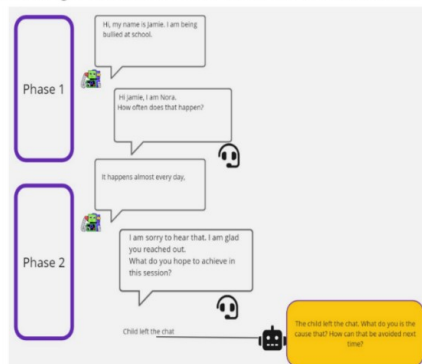 Hi, my name is Jamie. I am being
bullied at school.
Phase 1
Hi Jamie, I am Nora.
How often does that happen?
It happens almost every day,
Phase 2
I am sorry to hear that. I am glad
you reached out.
What do you hope to achieve in
this session?
Child left the chat
The child left the chat. What do you is the
cause that? How can that be avoided next
time?